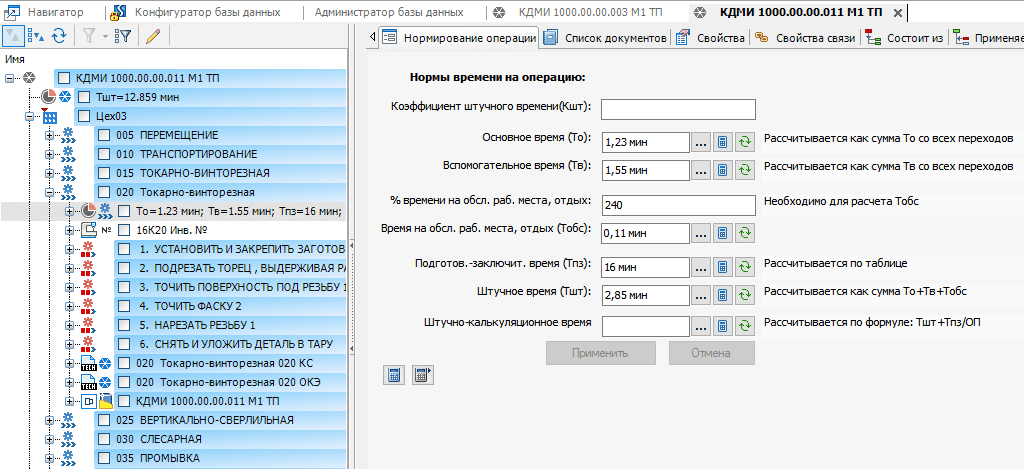 Навигатор
Конфигуратор базы данных
Администратор базы данных
КДМИ 1000.00.00.003 М1 ТП
КДМИ 1000.00.00.011 М1 ТП
Имя
КДМИ 1000.00.00.011 М1 ТП
Тшт=12.859 мин
Цех03
005 ПЕРЕМЕЩЕНИЕ
010 ТРАНСПОРТИРОВАНИЕ
015 ТОКАРНО-ВИНТОРЕЗНАЯ
020 Токарно-винторезная
То=1.23 мин; Тв=1.55 мин; Тпз=16 мин;
№ 16К20 Инв. №
1. УСТАНОВИТЬ И ЗАКРЕПИТЬ ЗАГОТОВ
2. ПОДРЕЗАТЬ ТОРЕЦ , ВЫДЕРЖИВАЯ РА
3. ТОЧИТЬ ПОВЕРХНОСТЬ ПОД РЕЗЬБУ 1
4. ТОЧИТЬ ФАСКУ 2
5. НАРЕЗАТЬ РЕЗЬБУ 1
6. СНЯТЬ И УЛОЖИТЬ ДЕТАЛЬ В ТАРУ
TECH 020 Токарно-винторезная 020 КС
TECH 020 Токарно-винторезная 020 ОКЭ
КДМИ 1000.00.00.011 М1 ТП
025 ВЕРТИКАЛЬНО-СВЕРЛИЛЬНАЯ
030 СЛЕСАРНАЯ
035 ПРОМЫВКА
Нормирование операции
Список документов
Свойства
Свойства связи
Состоит из
Применяе
Нормы времени на операцию:
Коэффициент штучного времени(Кшт):
Основное время (То): 1,23 мин ... Рассчитывается как сумма То со всех переходов
Вспомогательное время (Тв): 1,55 мин ... Рассчитывается как сумма Тв со всех переходов
% времени на обсл. раб. места, отдых: 240 Необходимо для расчета Тобс
Время на обсл. раб. места, отдых (Тобс): 0,11 мин ...
Подготов.-заключит. время (Тпз): 16 мин ... Рассчитывается по таблице
Штучное время (Тшт): 2,85 мин ... Рассчитывается как сумма То+Тв+Тобс
Штучно-калькуляционное время ... Рассчитывается по формуле: Тшт+Тпз/ОП
Применить
Отмена